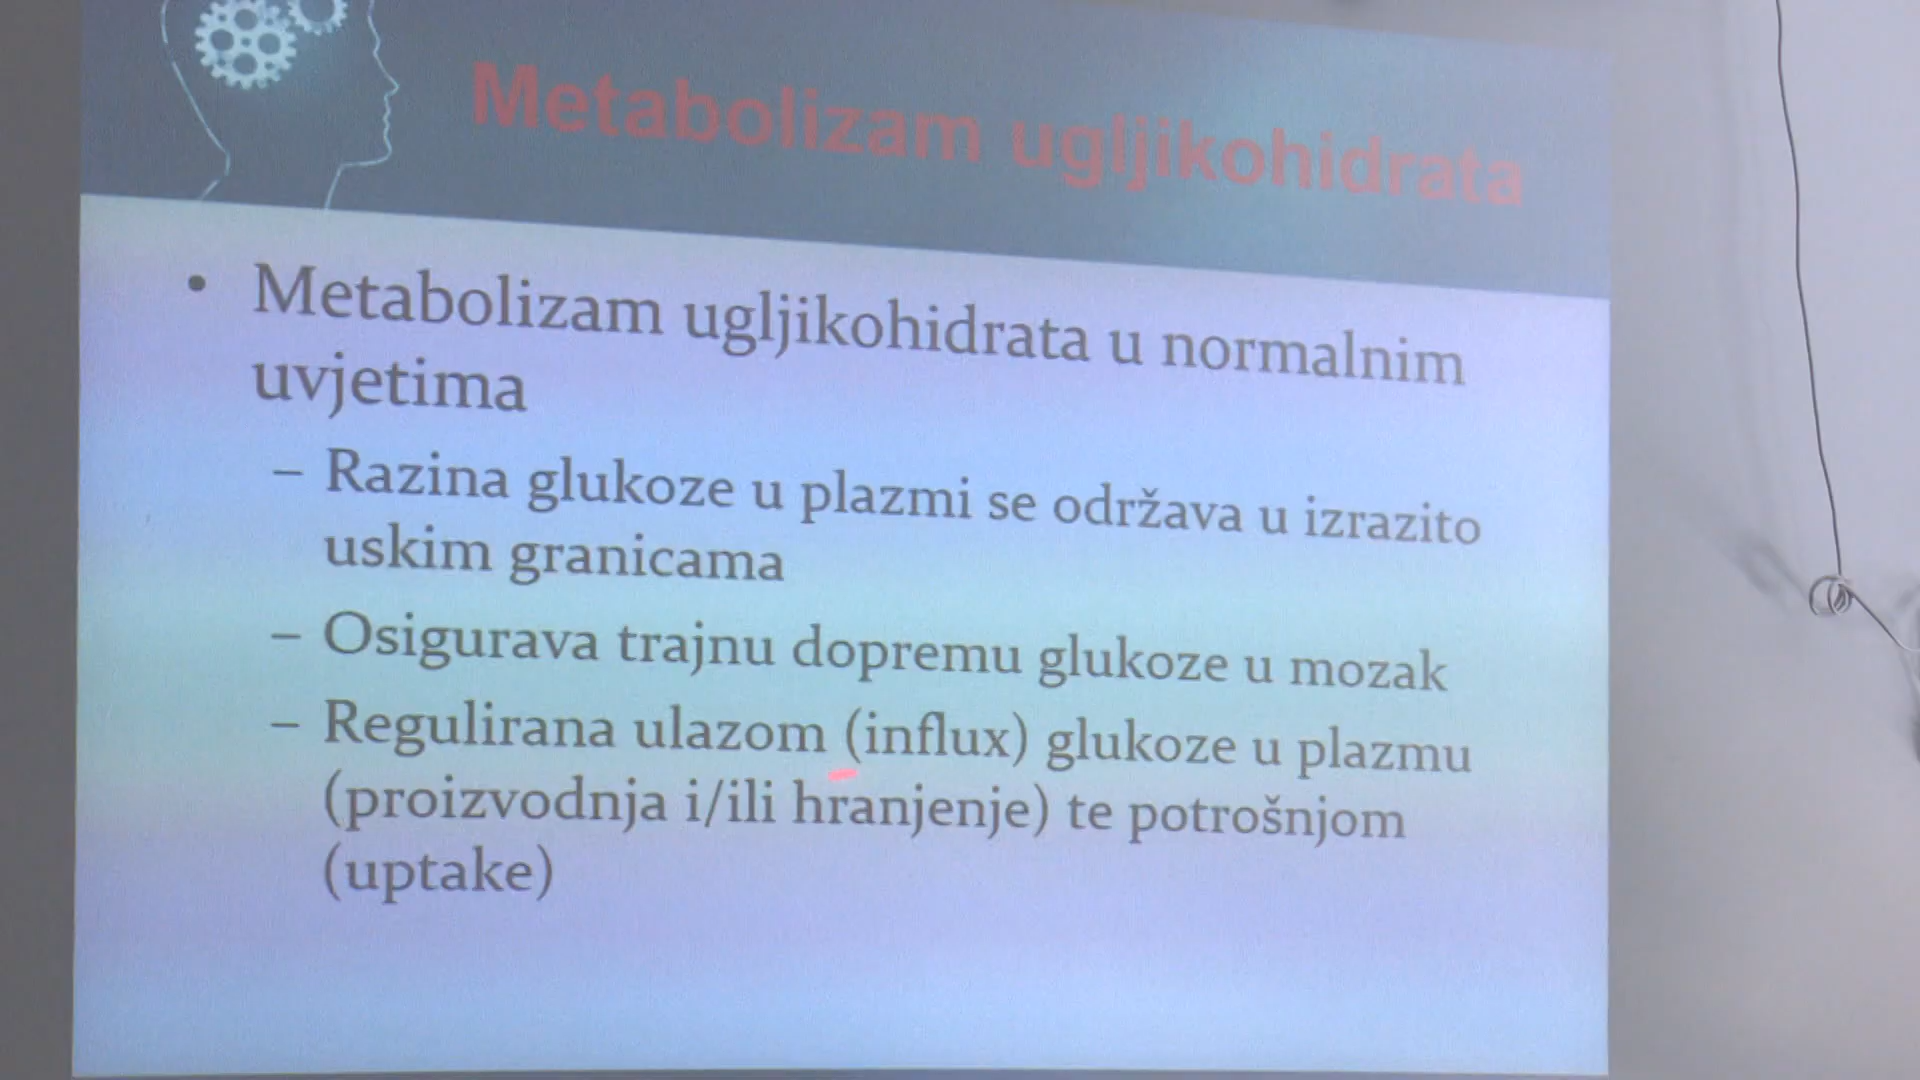 Metabolizam ugljikohidrata
• Metabolizam ugljikohidrata u normalnim
uvjetima
– Razina glukoze u plazmi se održava u izrazito
uskim granicama
– Osigurava trajnu dopremu glukoze u mozak
– Regulirana ulazom (influx) glukoze u plazmu
(proizvodnja i/ili hranjenje) te potrošnjom
(uptake)